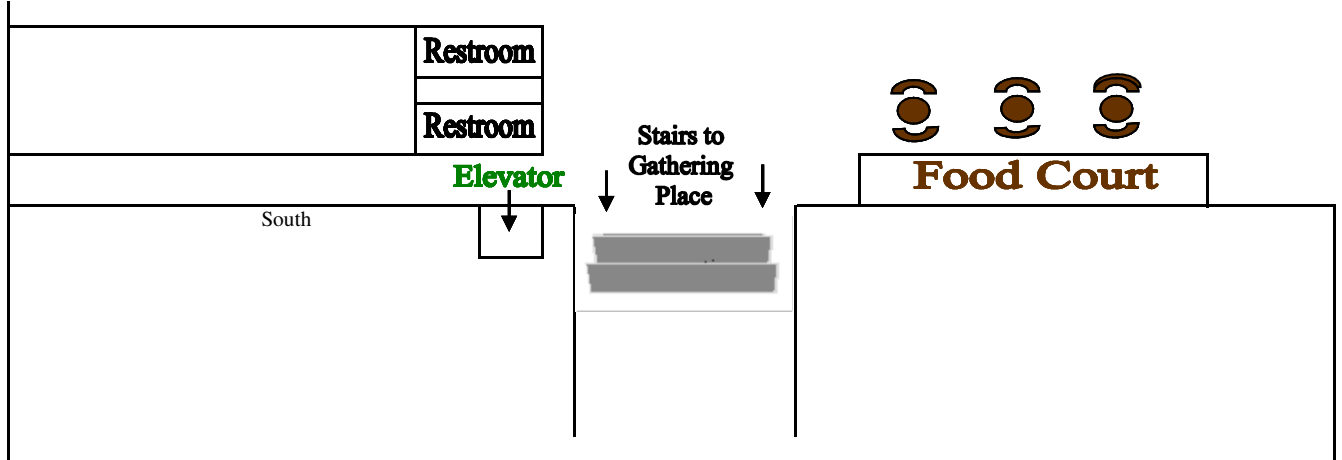 Restroom
Restroom
Stairs to
Gathering
Place
Elevator
Food Court
South